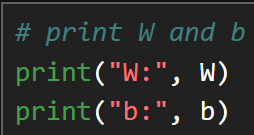 # print W and b
print("W:", W)
print("b:", b)